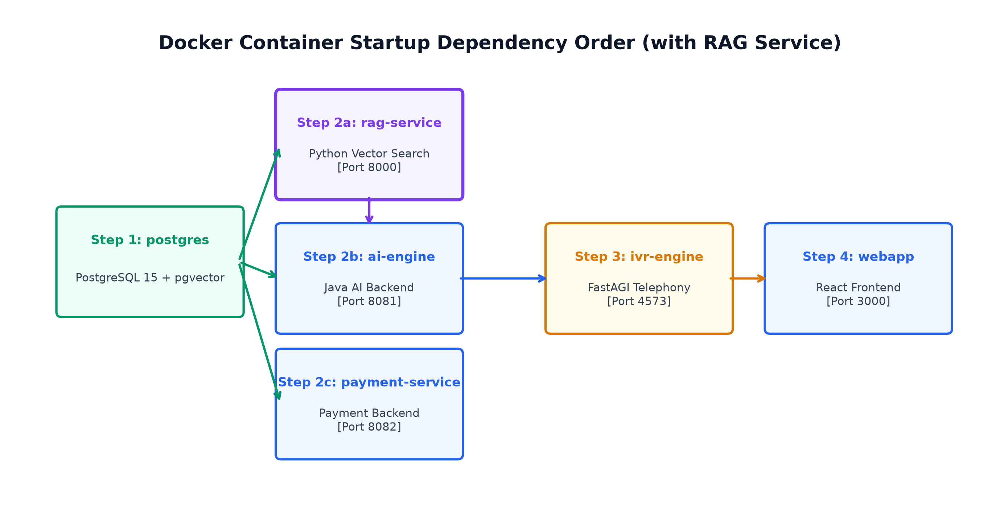 Docker Container Startup Dependency Order (with RAG Service)
Step 1: postgres
PostgreSQL 15 + pgvector
Step 2a: rag-service
Python Vector Search
[Port 8000]
Step 2b: ai-engine
Java AI Backend
[Port 8081]
Step 2c: payment-service
Payment Backend
[Port 8082]
Step 3: ivr-engine
FastAGI Telephony
[Port 4573]
Step 4: webapp
React Frontend
[Port 3000]